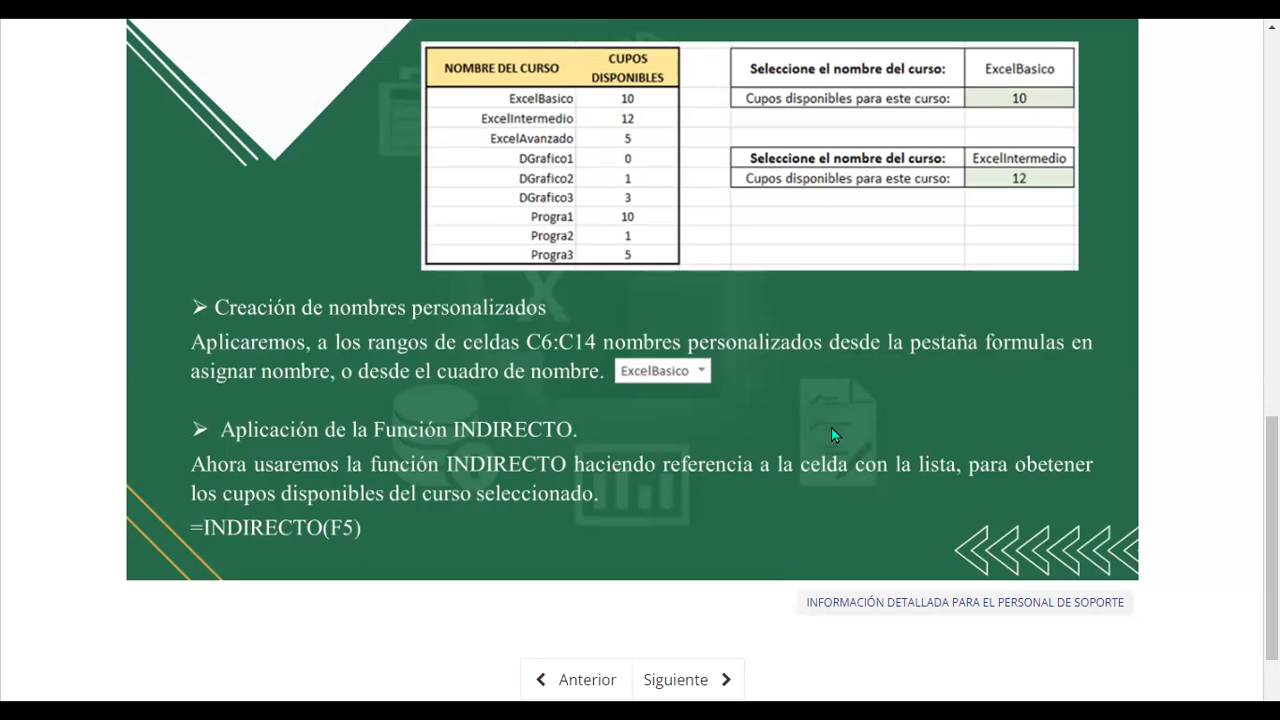 NOMBRE DEL CURSO CUPOS DISPONIBLES
ExcelBasico 10
ExcelIntermedio 12
ExcelAvanzado 5
DGrafico1 0
DGrafico2 1
DGrafico3 3
Progra1 10
Progra2 1
Progra3 5
Seleccione el nombre del curso: ExcelBasico
Cupos disponibles para este curso: 10
Seleccione el nombre del curso: ExcelIntermedio
Cupos disponibles para este curso: 12
➢ Creación de nombres personalizados
Aplicaremos, a los rangos de celdas C6:C14 nombres personalizados desde la pestaña formulas en
asignar nombre, o desde el cuadro de nombre. ExcelBasico
➢ Aplicación de la Función INDIRECTO.
Ahora usaremos la función INDIRECTO haciendo referencia a la celda con la lista, para obetener
los cupos disponibles del curso seleccionado.
=INDIRECTO(F5)
INFORMACIÓN DETALLADA PARA EL PERSONAL DE SOPORTE
Anterior Siguiente